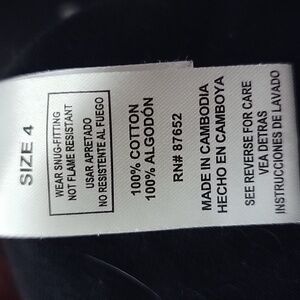 SIZE 4
WEAR SNUG-FITTING
NOT FLAME RESISTANT
USAR APRETADO
NO RESISTENTE AL FUEGO
100% COTTON
100% ALGODÓN
RN# 87652
MADE IN CAMBODIA
HECHO EN CAMBOYA
SEE REVERSE FOR CARE
VEA DETRAS
INSTRUCCIONES DE LAVADO